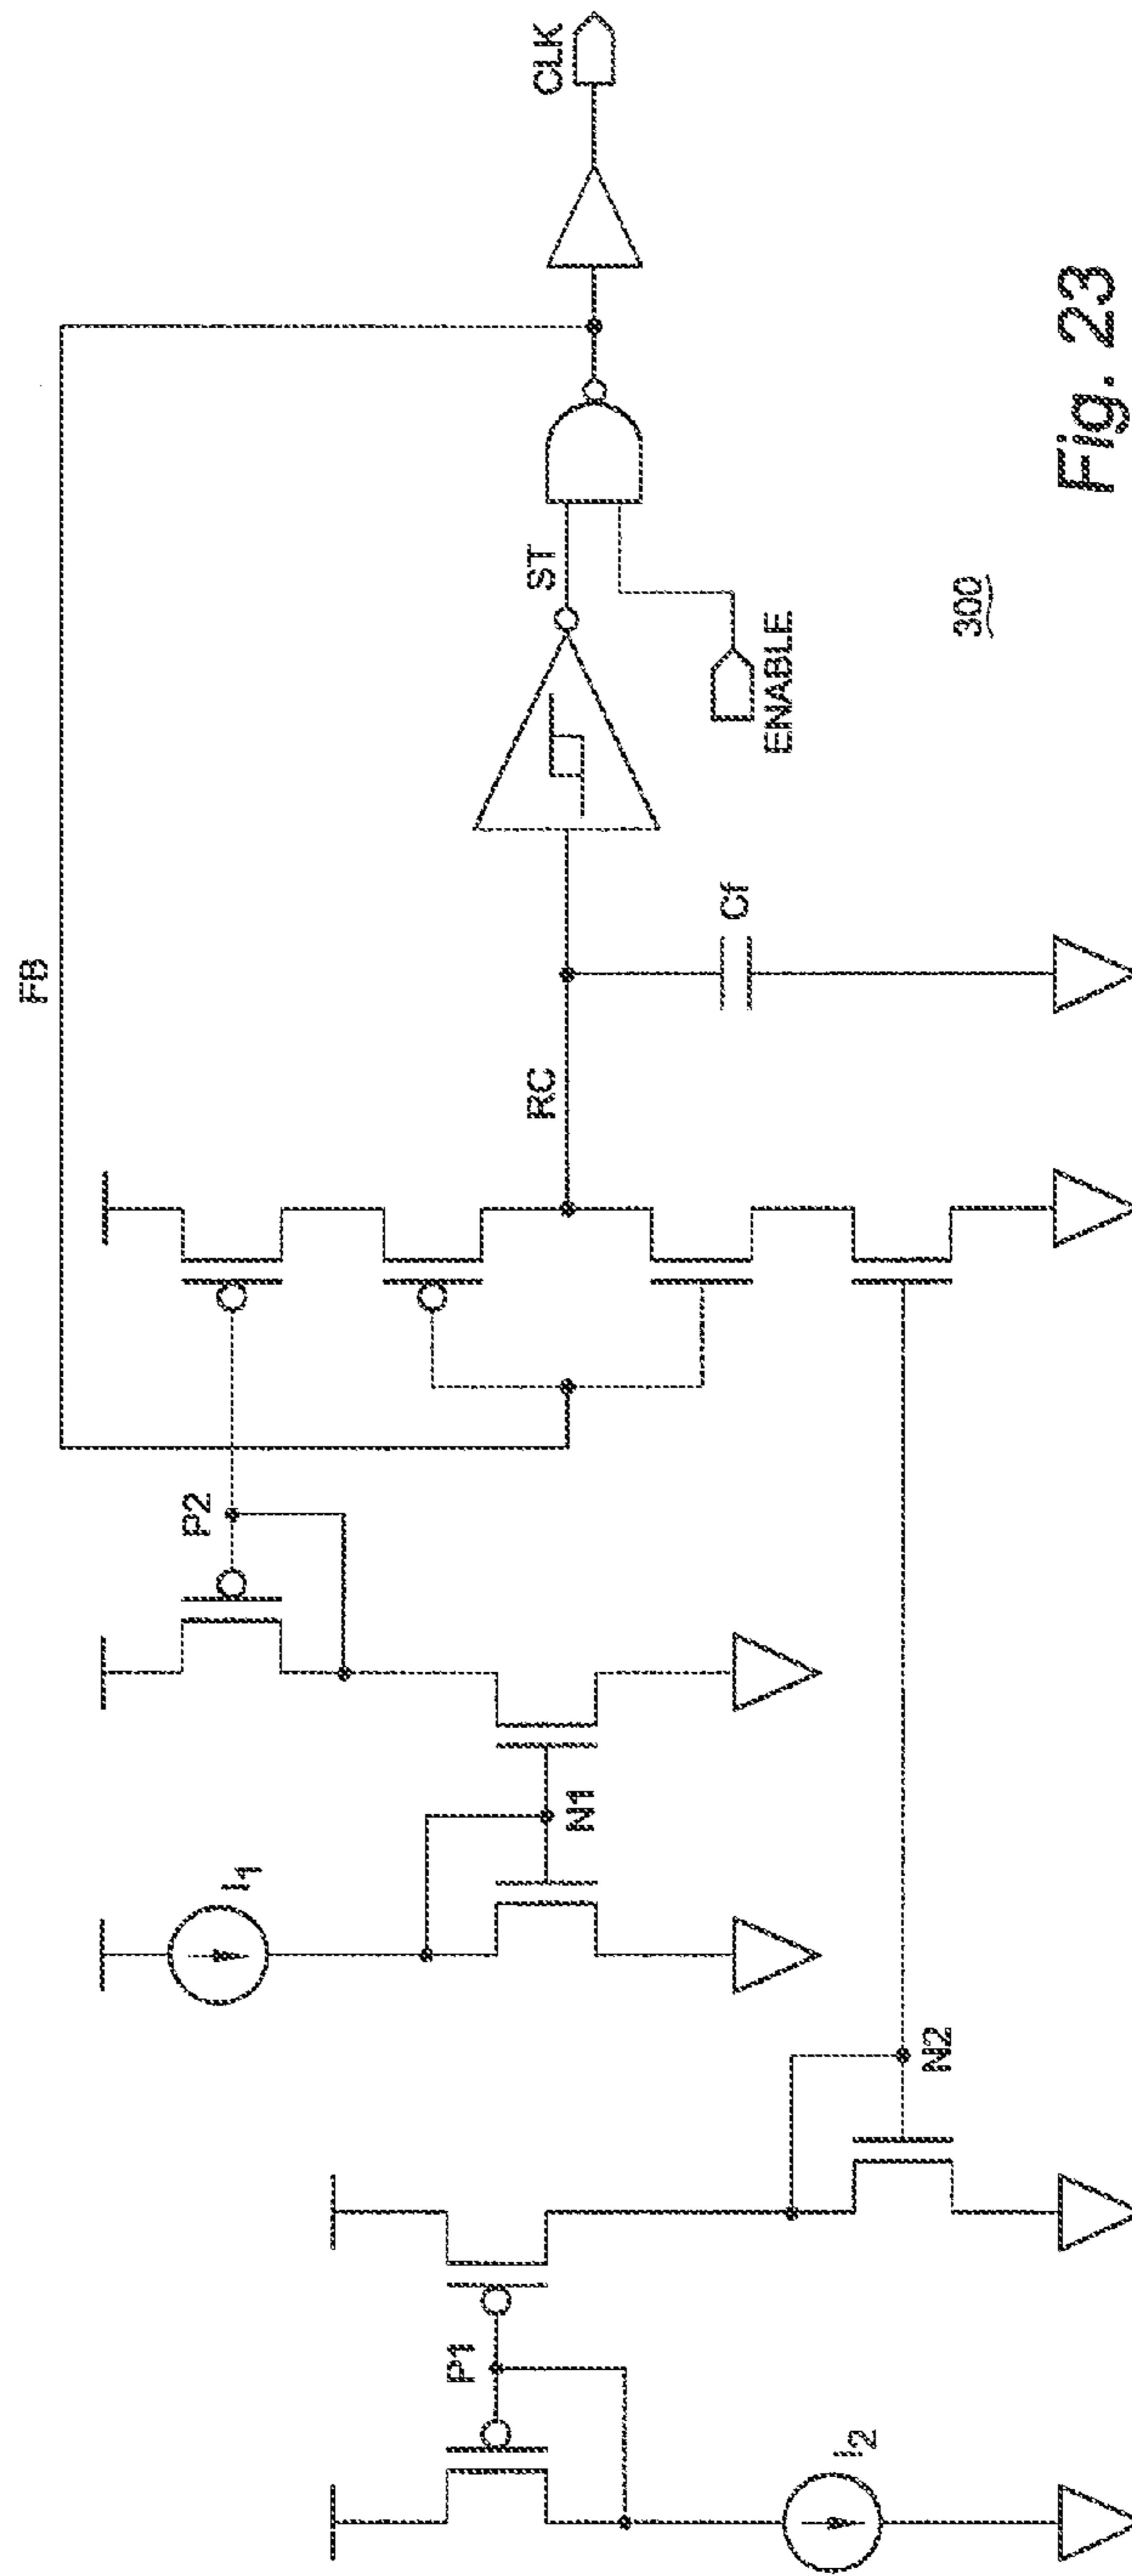 FB
CLK
P2
I1
RC
ST
N1
P1
Cf
ENABLE
I2
N2
300
Fig. 23